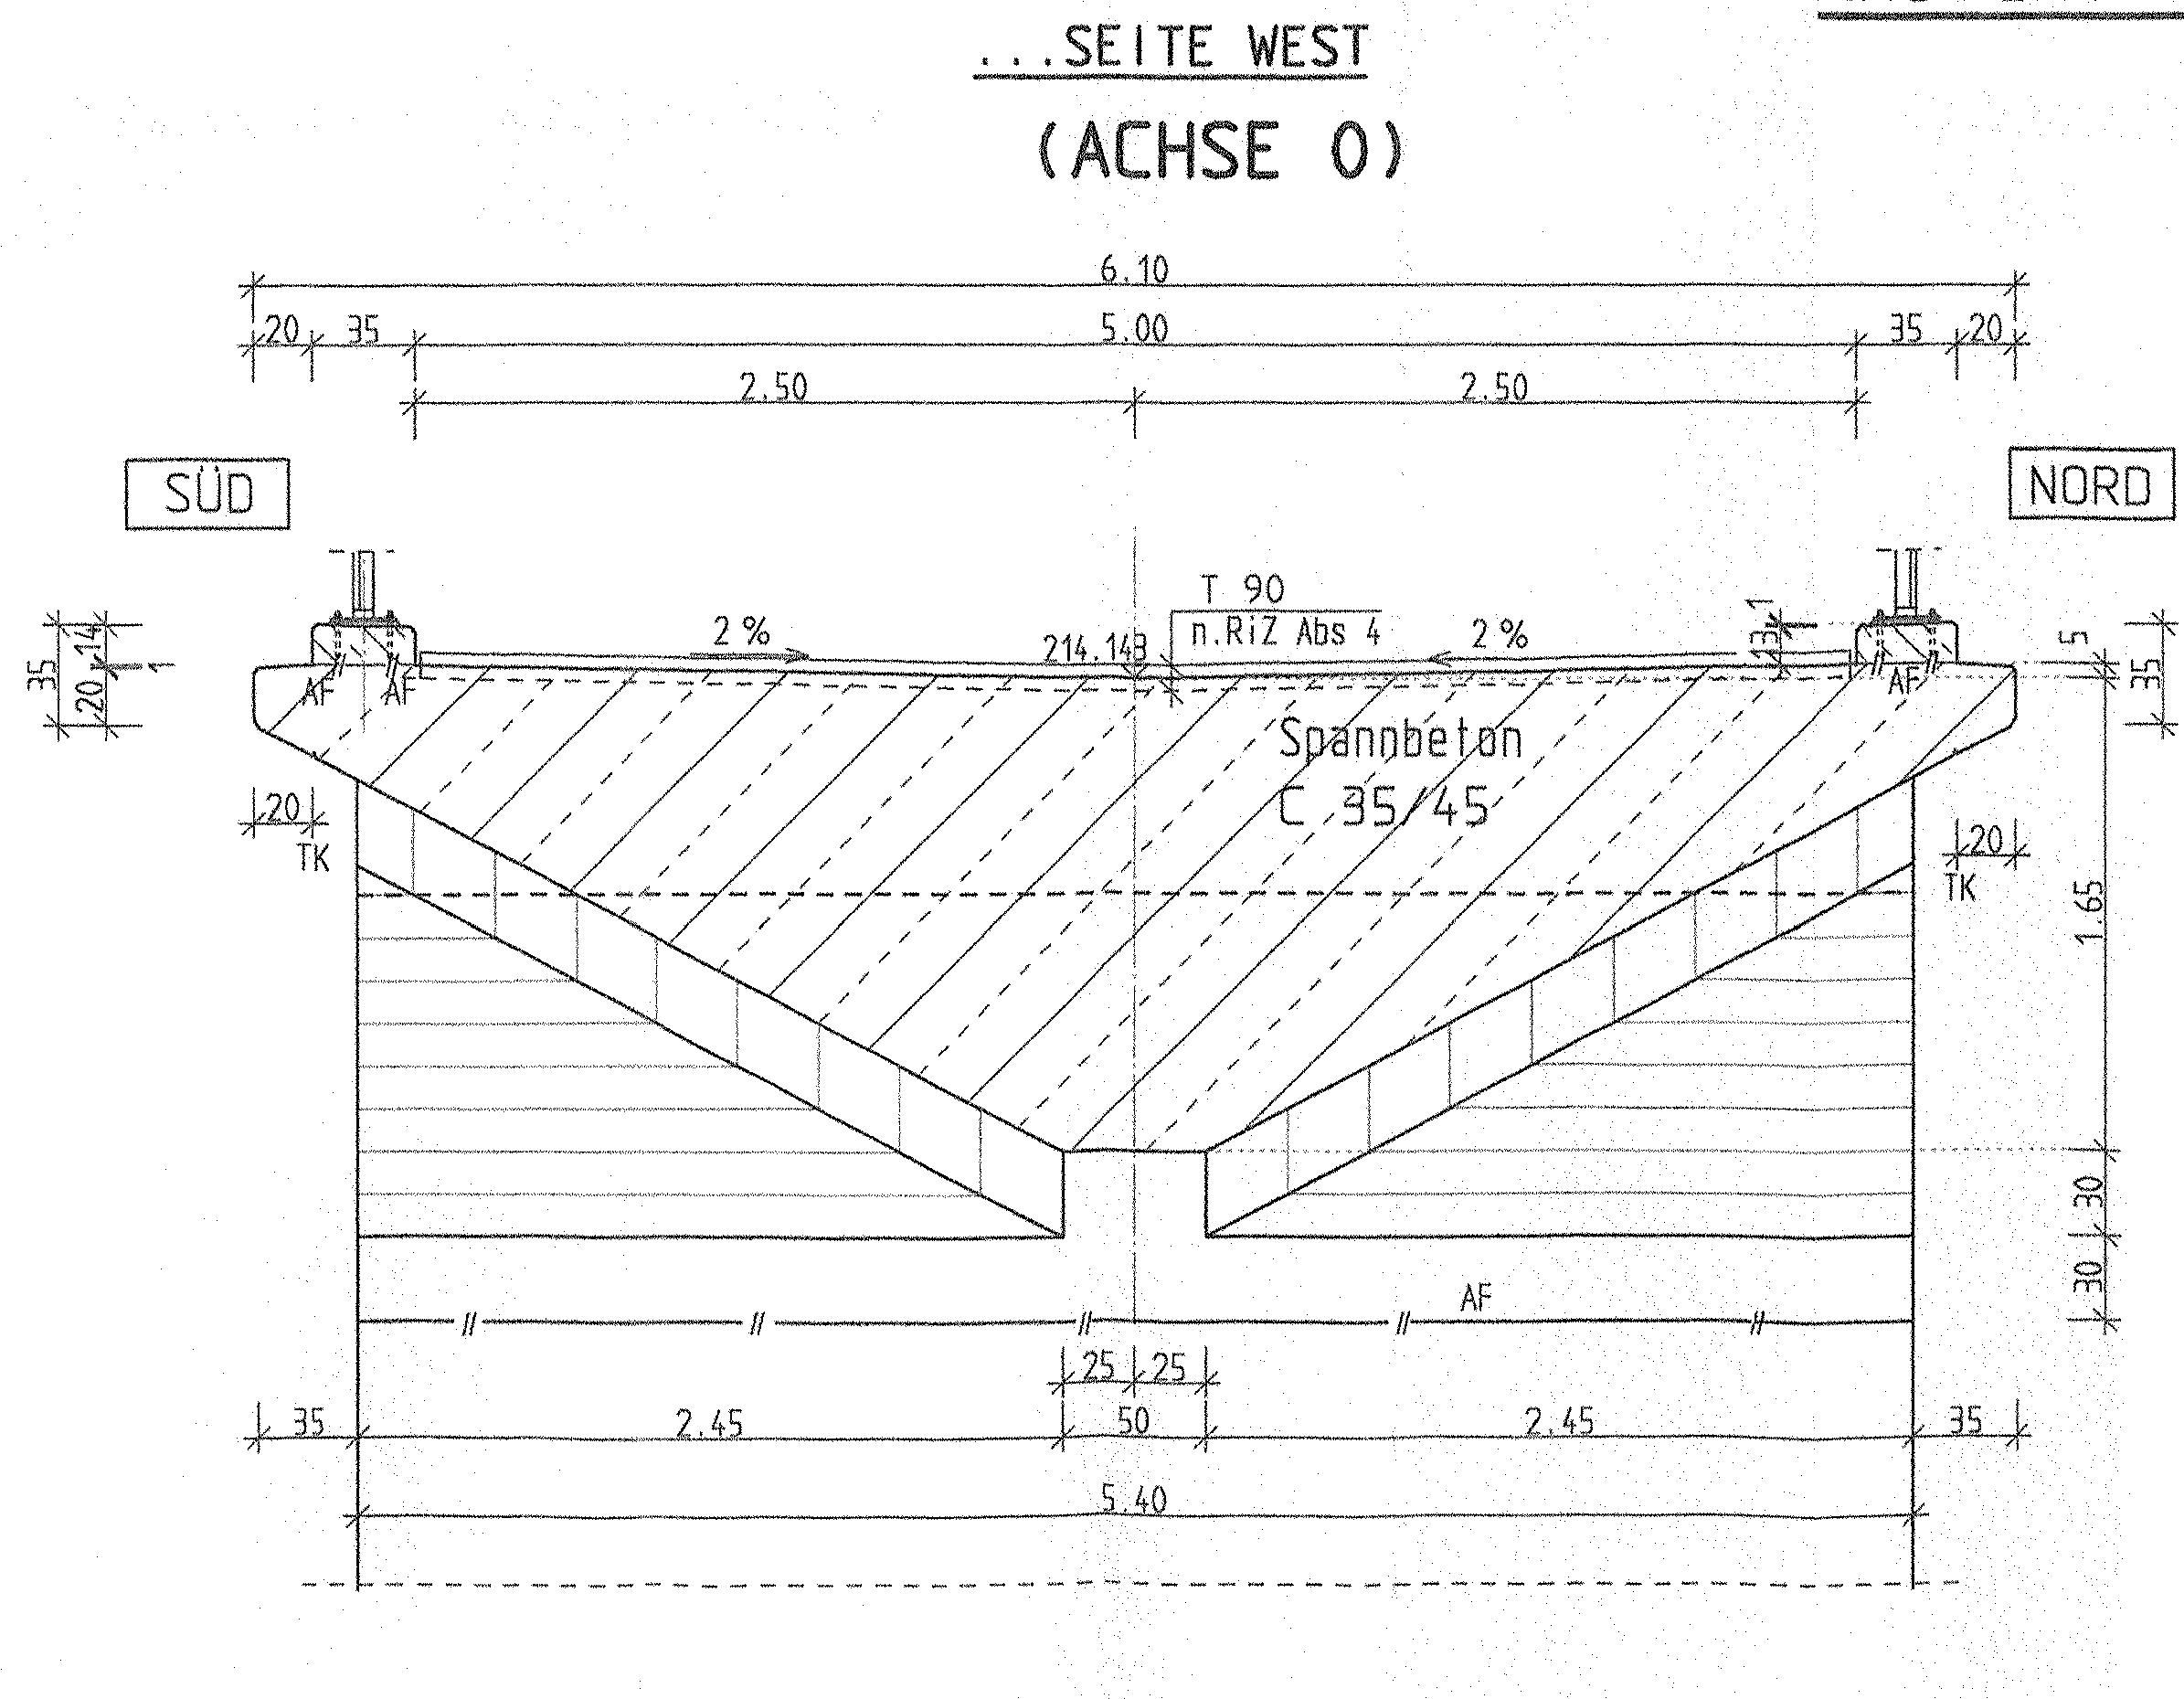 ...SEITE WEST
(ACHSE 0)
6.10
20 35 5.00 35 20
2.50 2.50
SÜD NORD
T 90
n.RiZ Abs 4
2 % 214.143 2 %
35 14 20 1
13 1
5 35
AF AF AF
Spannbeton
C 35/45
20
TK
20
TK
1.65
30
30
AF
25 25
35 2.45 50 2.45 35
5.40